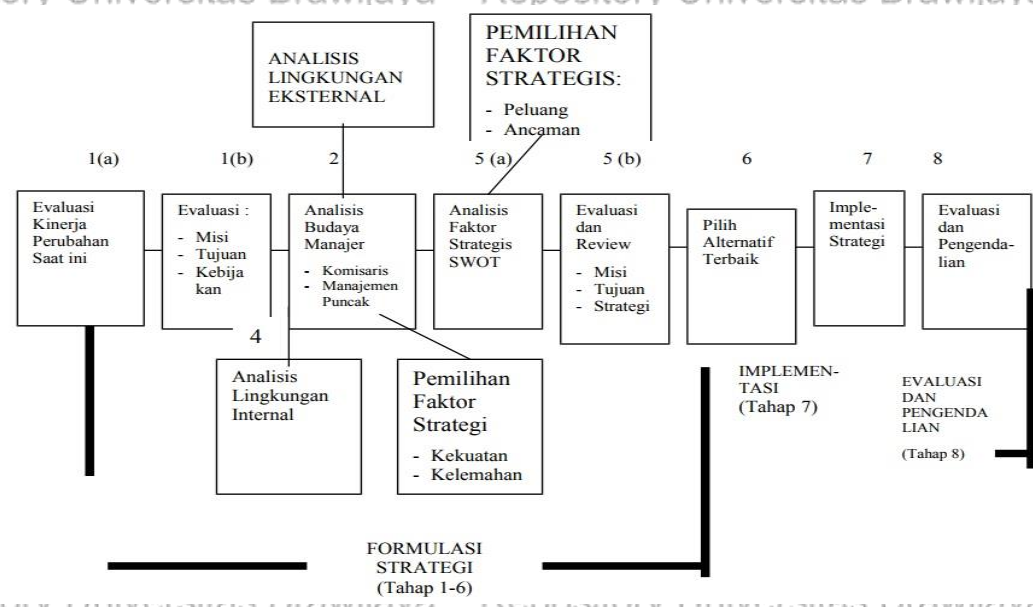 ANALISIS
LINGKUNGAN
EKSTERNAL
PEMILIHAN
FAKTOR
STRATEGIS:
- Peluang
- Ancaman
1(a)
1(b)
2
5 (a)
5 (b)
6
7
8
Evaluasi
Kinerja
Perubahan
Saat ini
Evaluasi :
- Misi
- Tujuan
- Kebija
kan
Analisis
Budaya
Manajer
- Komisaris
- Manajemen
Puncak
Analisis
Faktor
Strategis
SWOT
Evaluasi
dan
Review
- Misi
- Tujuan
- Strategi
Pilih
Alternatif
Terbaik
Imple-
mentasi
Strategi
Evaluasi
dan
Pengenda-
lian
4
Analisis
Lingkungan
Internal
Pemilihan
Faktor
Strategi
- Kekuatan
- Kelemahan
IMPLEMEN-
TASI
(Tahap 7)
EVALUASI
DAN
PENGENDA
LIAN
(Tahap 8)
FORMULASI
STRATEGI
(Tahap 1-6)